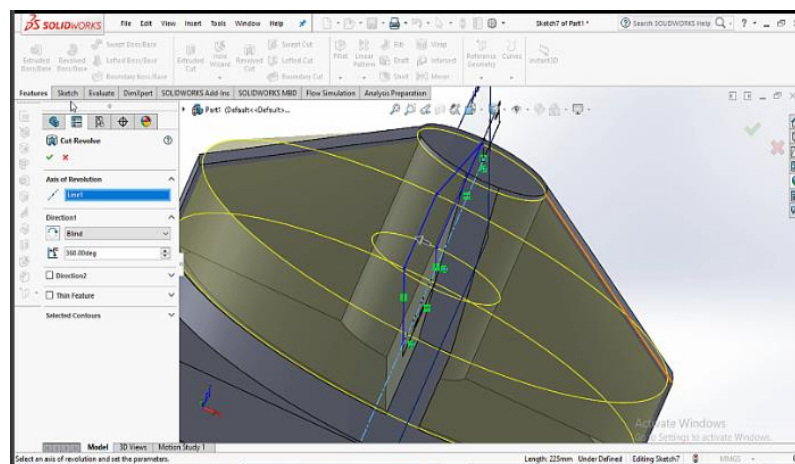 SOLIDWORKS File Edit View Insert Tools Window Help Sketch7 of Part1 * Search SOLIDWORKS Help
Extruded Boss/Base Revolved Boss/Base Swept Boss/Base Lofted Boss/Base Boundary Boss/Base Extruded Cut Hole Wizard Revolved Cut Swept Cut Lofted Cut Boundary Cut Fillet Linear Pattern Rib Draft Shell Wrap Intersect Mirror Reference Geometry Curves Instant3D
Features Sketch Evaluate DimXpert SOLIDWORKS Add-Ins SOLIDWORKS MBD Flow Simulation Analysis Preparation
Part1 (Default<<Default>...
Cut-Revolve
Axis of Revolution
Line1
Direction1
Blind
360.00deg
Direction2
Thin Feature
Selected Contours
Activate Windows
Go to Settings to activate Windows.
Model 3D Views Motion Study 1
Select an axis of revolution and set the parameters. Length: 225mm Under Defined Editing Sketch7 MMGS